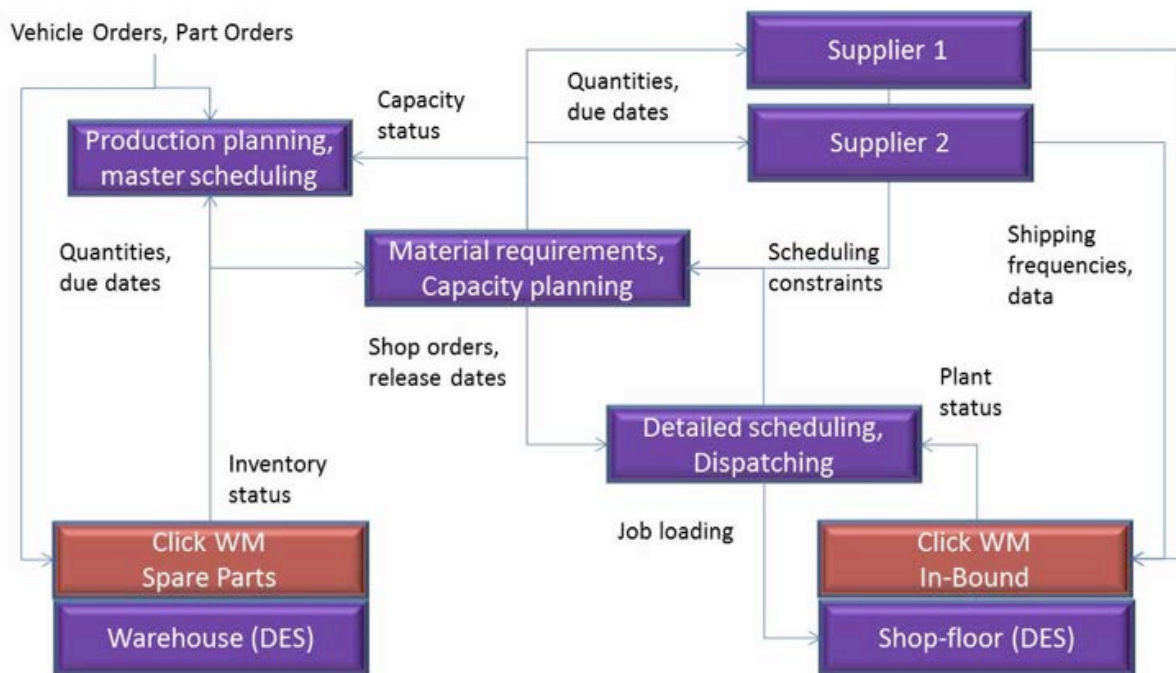 Vehicle Orders, Part Orders
Supplier 1
Quantities,
due dates
Capacity
status
Production planning,
master scheduling
Supplier 2
Quantities,
due dates
Material requirements,
Capacity planning
Scheduling
constraints
Shipping
frequencies,
data
Shop orders,
release dates
Plant
status
Detailed scheduling,
Dispatching
Inventory
status
Job loading
Click WM
Spare Parts
Click WM
In-Bound
Warehouse (DES)
Shop-floor (DES)